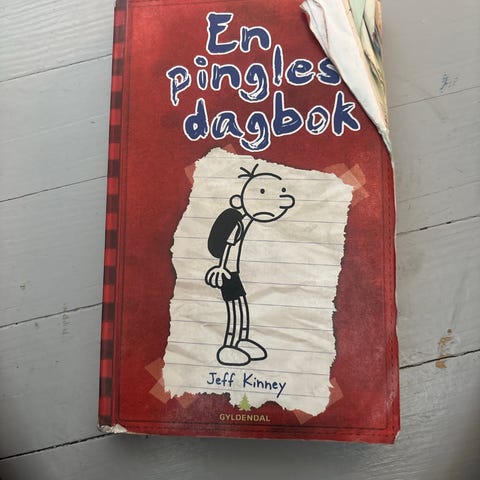 En
pingles
dagbok
Jeff Kinney
GYLDENDAL